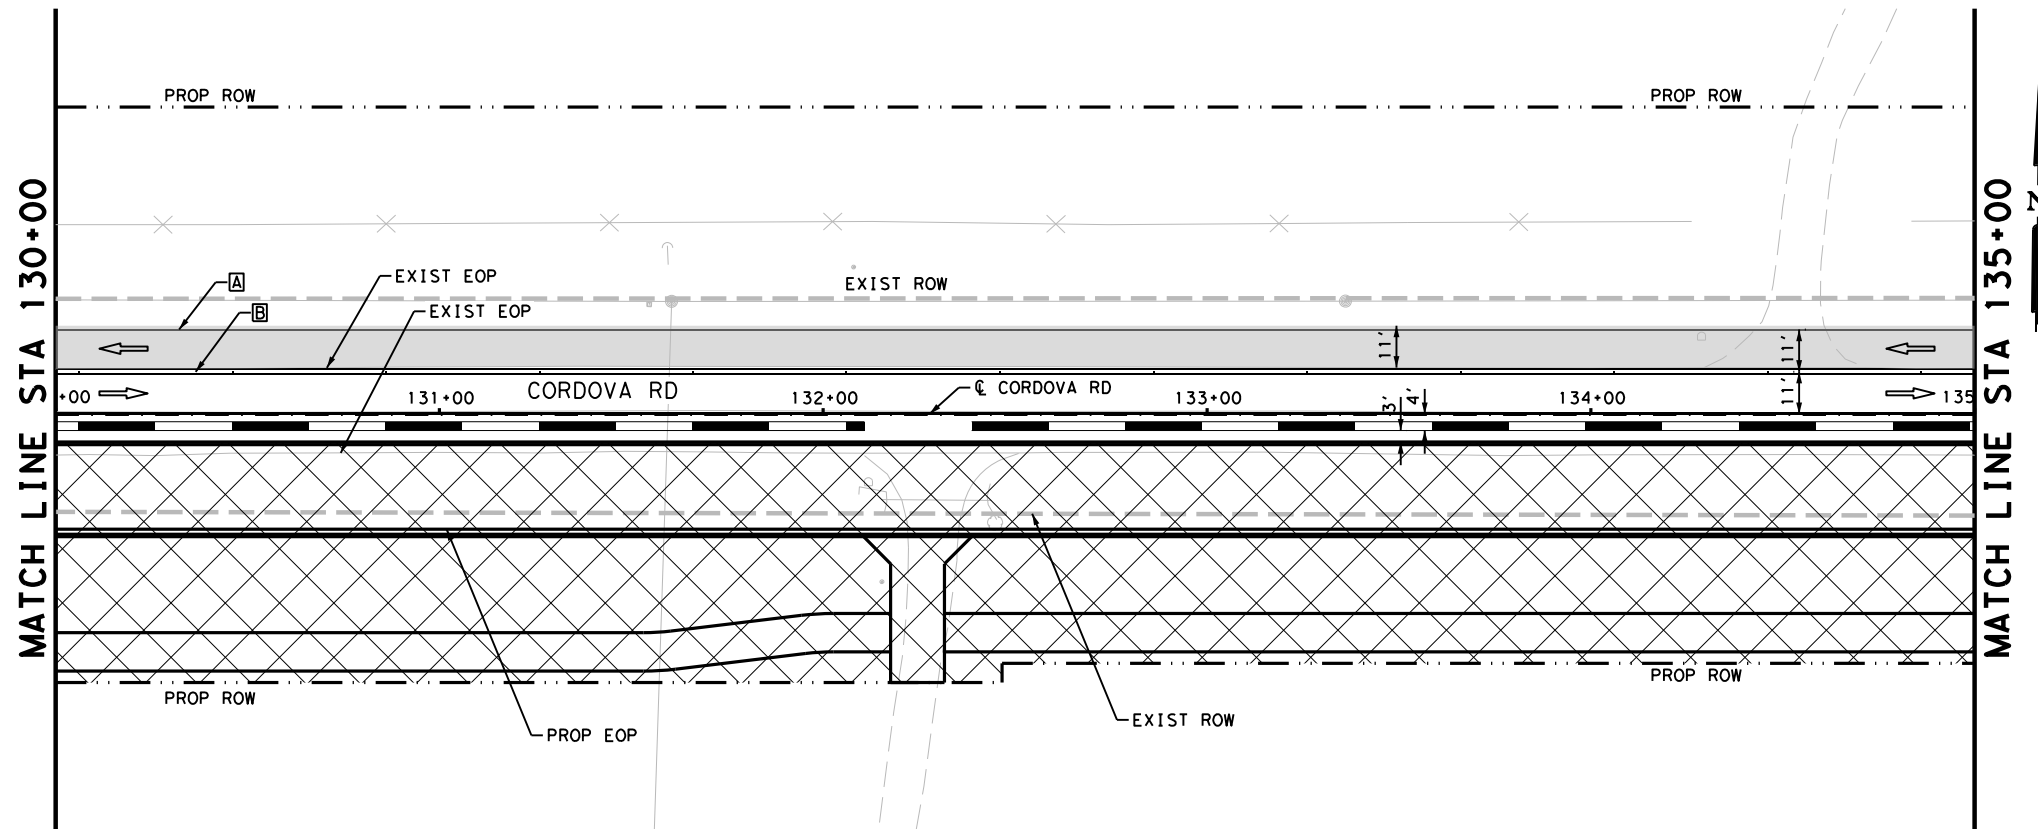 PROP ROW
PROP ROW
MATCH LINE STA 130+00
MATCH LINE STA 135+00
N
A
EXIST EOP
EXIST ROW
B
EXIST EOP
11'
11'
+00
131+00
CORDOVA RD
132+00
℄ CORDOVA RD
133+00
3'
4'
134+00
11'
135
PROP ROW
PROP ROW
EXIST ROW
PROP EOP